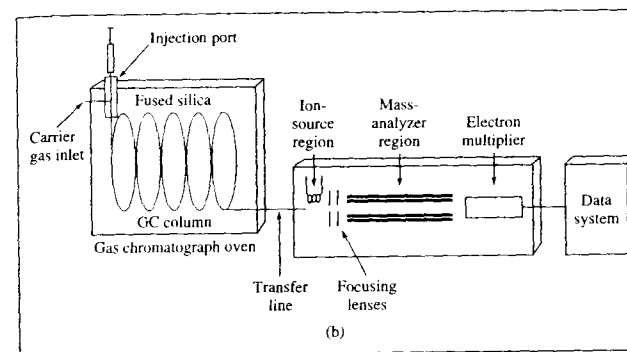 Injection port
Fused silica
Carrier
gas inlet
GC column
Gas chromatograph oven
Ion-
source
region
Mass-
analyzer
region
Electron
multiplier
Data
system
Transfer
line
Focusing
lenses
(b)